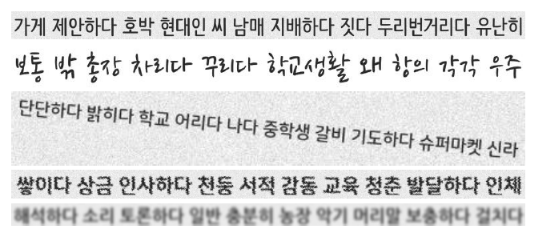 가게 제안하다 호박 현대인 씨 남매 지배하다 짓다 두리번거리다 유난히
보통 밖 총장 차리다 꾸리다 학교생활 왜 항의 각각 우주
단단하다 밝히다 학교 어리다 나다 중학생 갈비 기도하다 슈퍼마켓 신라
쌓이다 상금 인사하다 천둥 서적 감동 교육 청춘 발달하다 인체
해석하다 소리 토론하다 일반 충분히 농장 악기 머리말 보충하다 걸치다